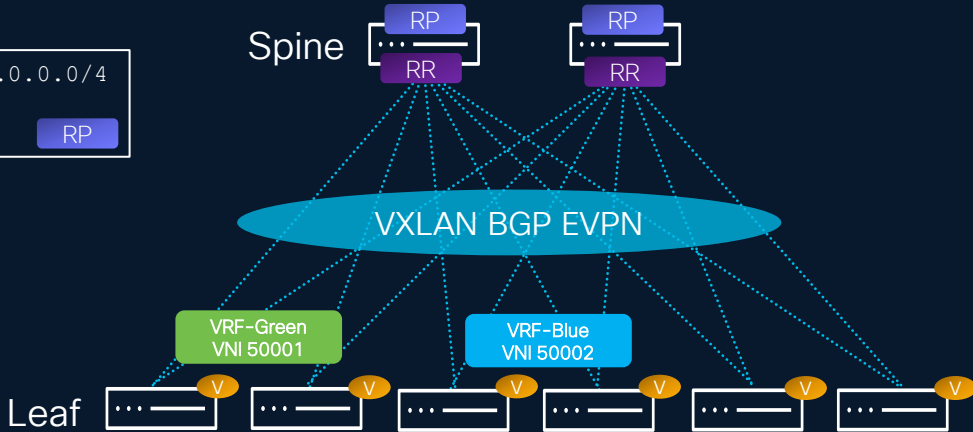 RP
RP
Spine
RR
RR
.0.0.0/4
RP
VXLAN BGP EVPN
VRF-Green
VNI 50001
VRF-Blue
VNI 50002
V
V
V
V
V
V
Leaf